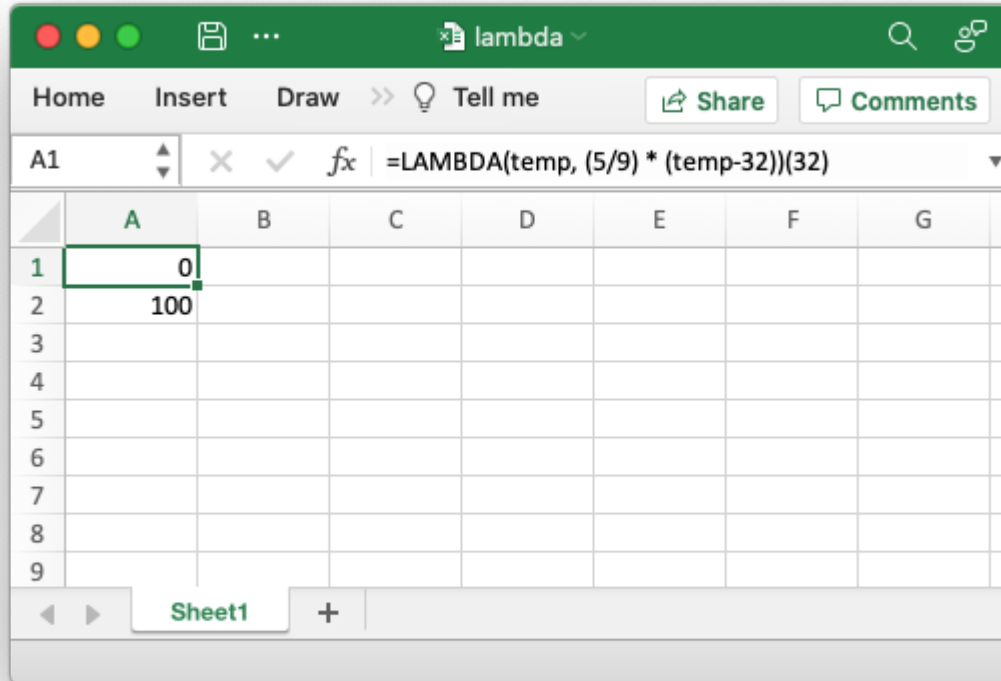 lambda
Home Insert Draw >> Tell me Share Comments
A1 fx =LAMBDA(temp, (5/9) * (temp-32))(32)
A B C D E F G
1 0
2 100
3
4
5
6
7
8
9
Sheet1 +